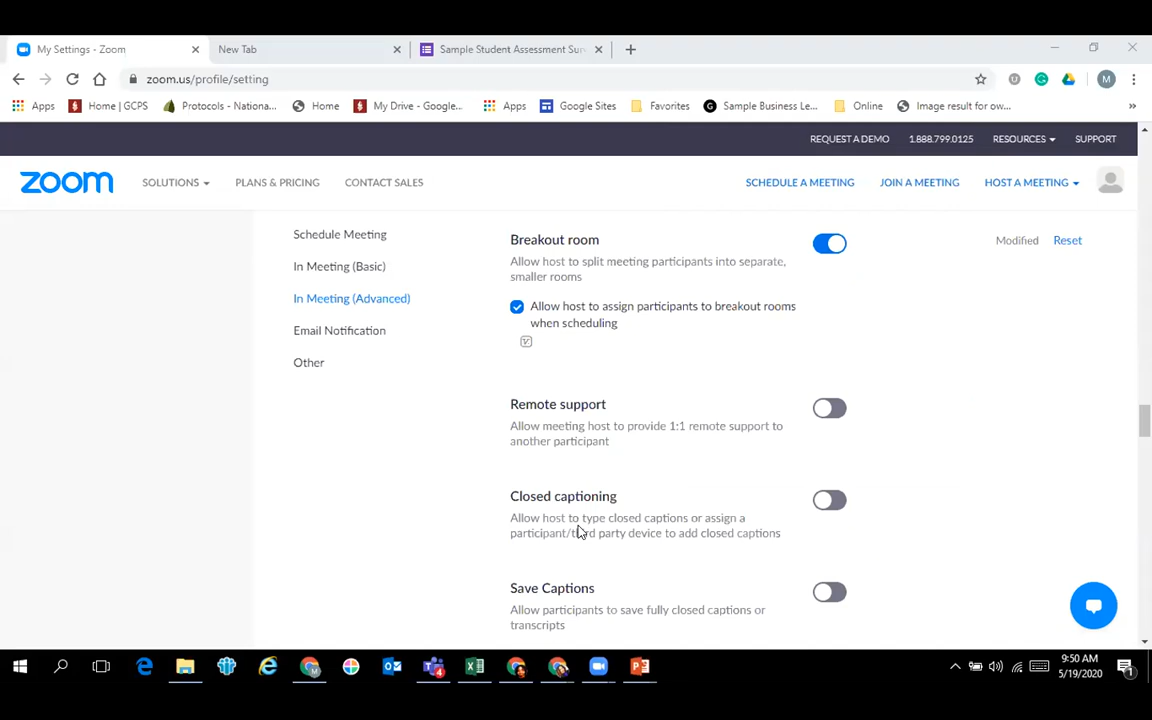 My Settings - Zoom
New Tab
Sample Student Assessment Sur
zoom.us/profile/setting
M
Apps
Home | GCPS
Protocols - Nationa...
Home
My Drive - Google...
Apps
Google Sites
Favorites
Sample Business Le...
Online
Image result for ow...
REQUEST A DEMO
1.888.799.0125
RESOURCES
SUPPORT
zoom
SOLUTIONS
PLANS & PRICING
CONTACT SALES
SCHEDULE A MEETING
JOIN A MEETING
HOST A MEETING
Schedule Meeting
In Meeting (Basic)
In Meeting (Advanced)
Email Notification
Other
Breakout room
Modified
Reset
Allow host to split meeting participants into separate,
smaller rooms
Allow host to assign participants to breakout rooms
when scheduling
Remote support
Allow meeting host to provide 1:1 remote support to
another participant
Closed captioning
Allow host to type closed captions or assign a
participant/third party device to add closed captions
Save Captions
Allow participants to save fully closed captions or
transcripts
9:50 AM
5/19/2020